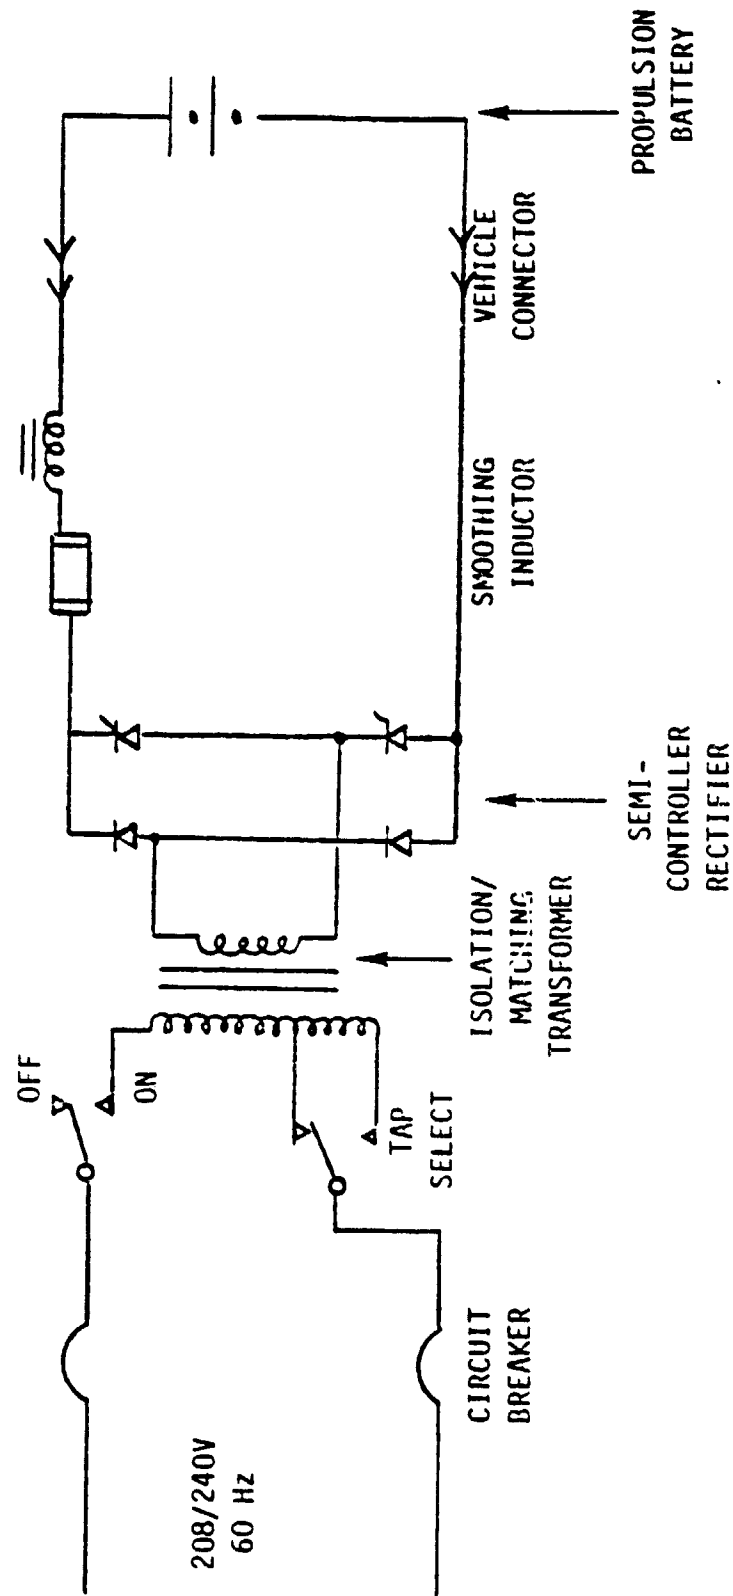 208/240V
60 Hz
CIRCUIT
BREAKER
OFF
ON
TAP
SELECT
ISOLATION/
MATCHING
TRANSFORMER
SEMI-
CONTROLLER
RECTIFIER
SMOOTHING
INDUCTOR
VEHICLE
CONNECTOR
PROPULSION
BATTERY